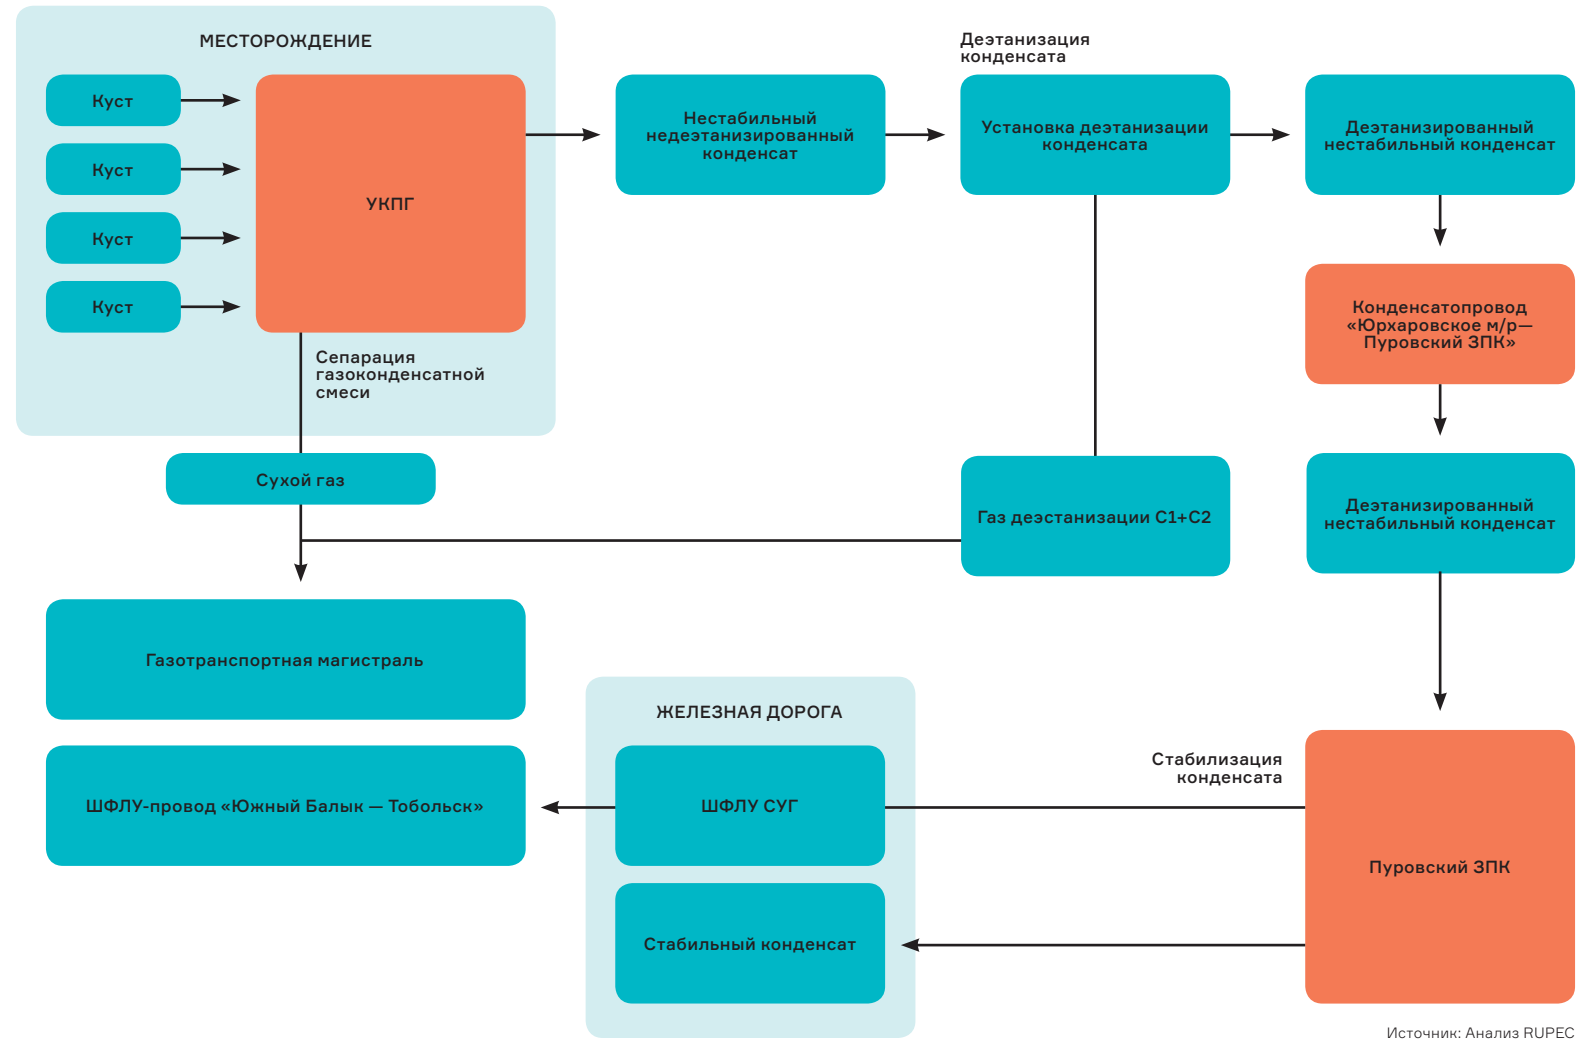 МЕСТОРОЖДЕНИЕ
Куст
Куст
Куст
Куст
УКПГ
Сепарация
газоконденсатной
смеси
Нестабильный
недеэтанизированный
конденсат
Деэтанизация
конденсата
Установка деэтанизации
конденсата
Деэтанизированный
нестабильный конденсат
Конденсатопровод
«Юрхаровское м/р—
Пуровский ЗПК»
Деэтанизированный
нестабильный конденсат
Сухой газ
Газ деэстанизации С1+С2
Газотранспортная магистраль
ШФЛУ-провод «Южный Балык — Тобольск»
ЖЕЛЕЗНАЯ ДОРОГА
ШФЛУ СУГ
Стабильный конденсат
Стабилизация
конденсата
Пуровский ЗПК
Источник: Анализ RUPEC